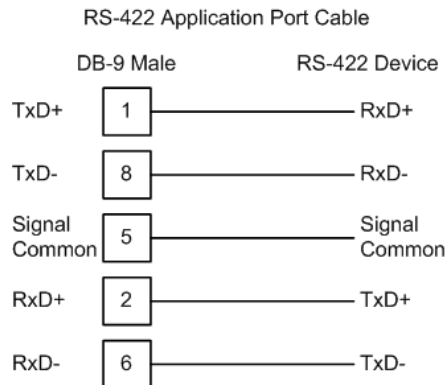 RS-422 Application Port Cable
DB-9 Male RS-422 Device
TxD+ 1 RxD+
TxD- 8 RxD-
Signal Common 5 Signal Common
RxD+ 2 TxD+
RxD- 6 TxD-